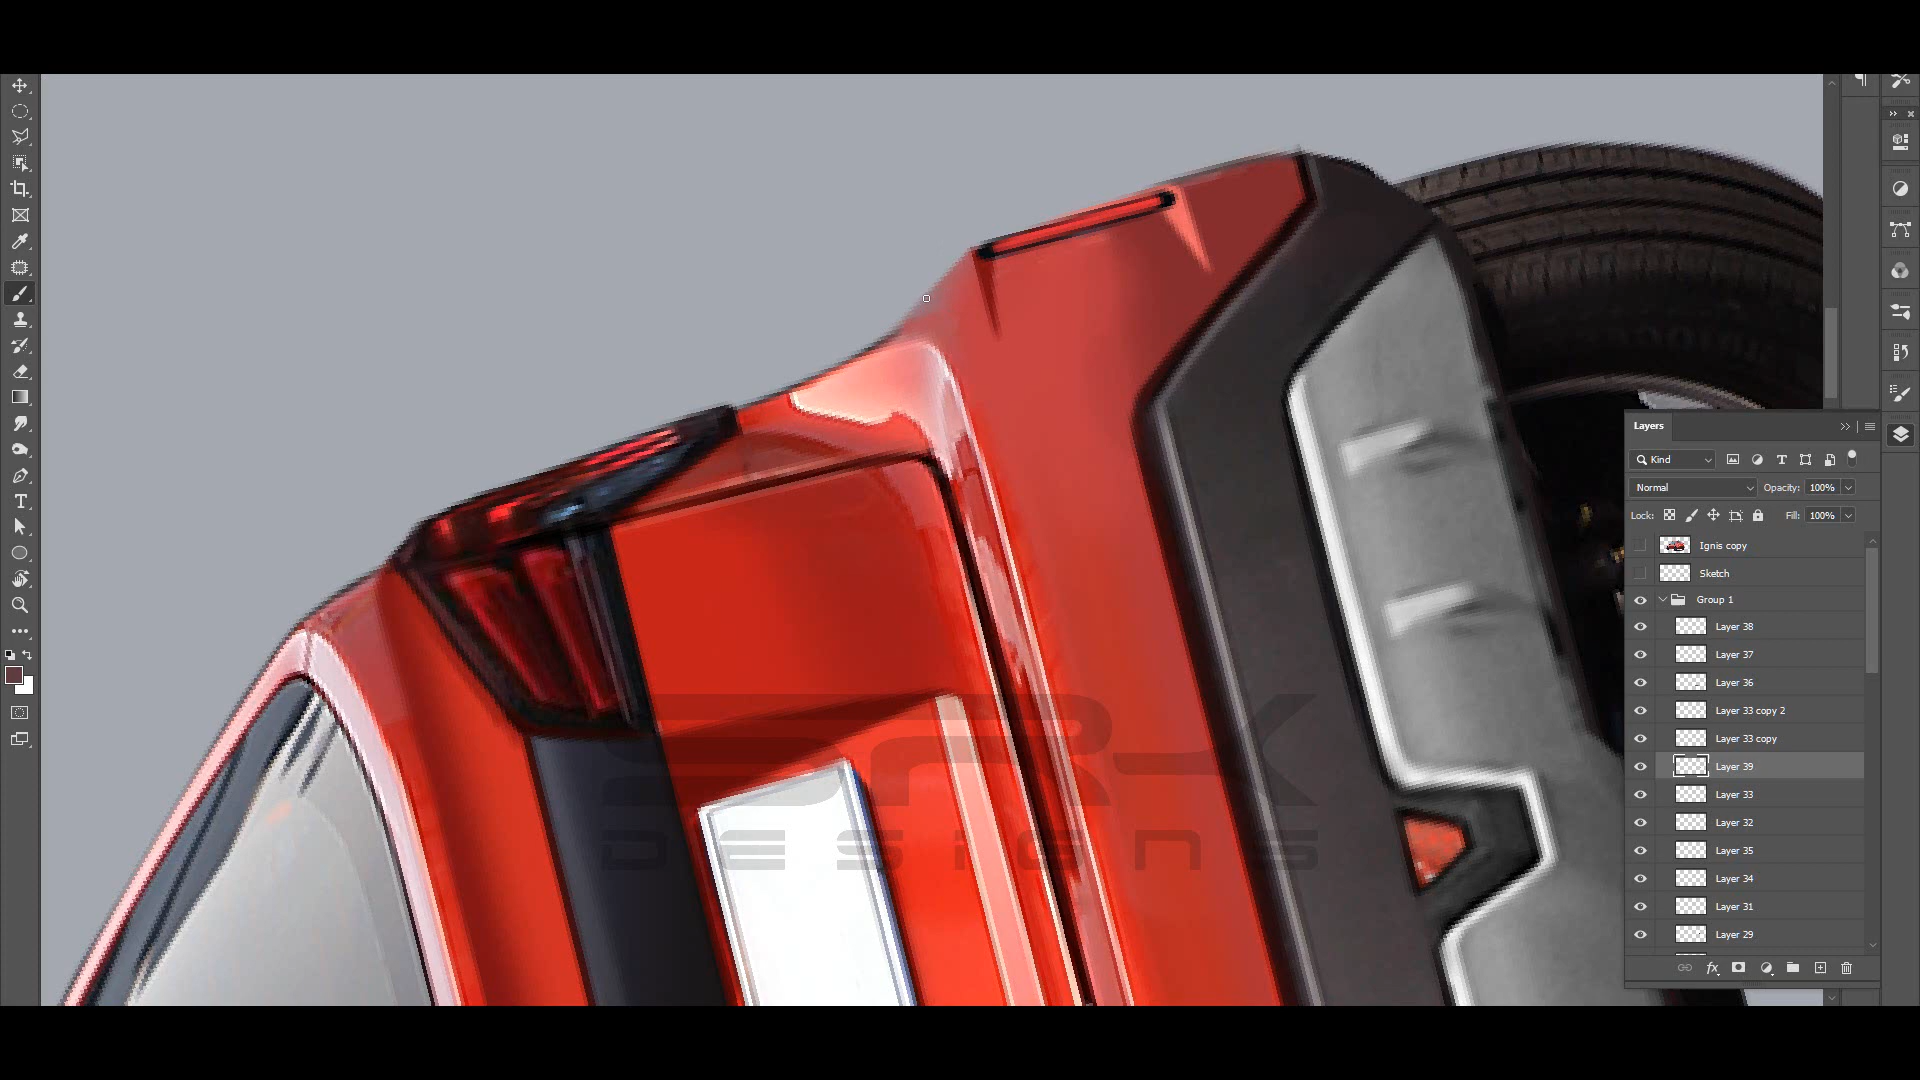 Layers
Kind
Normal
Opacity: 100%
Lock:
Fill: 100%
Ignis copy
Sketch
Group 1
Layer 38
Layer 37
Layer 36
Layer 33 copy 2
Layer 33 copy
Layer 39
Layer 33
Layer 32
Layer 35
Layer 34
Layer 31
Layer 29
SRK
DESIGNS